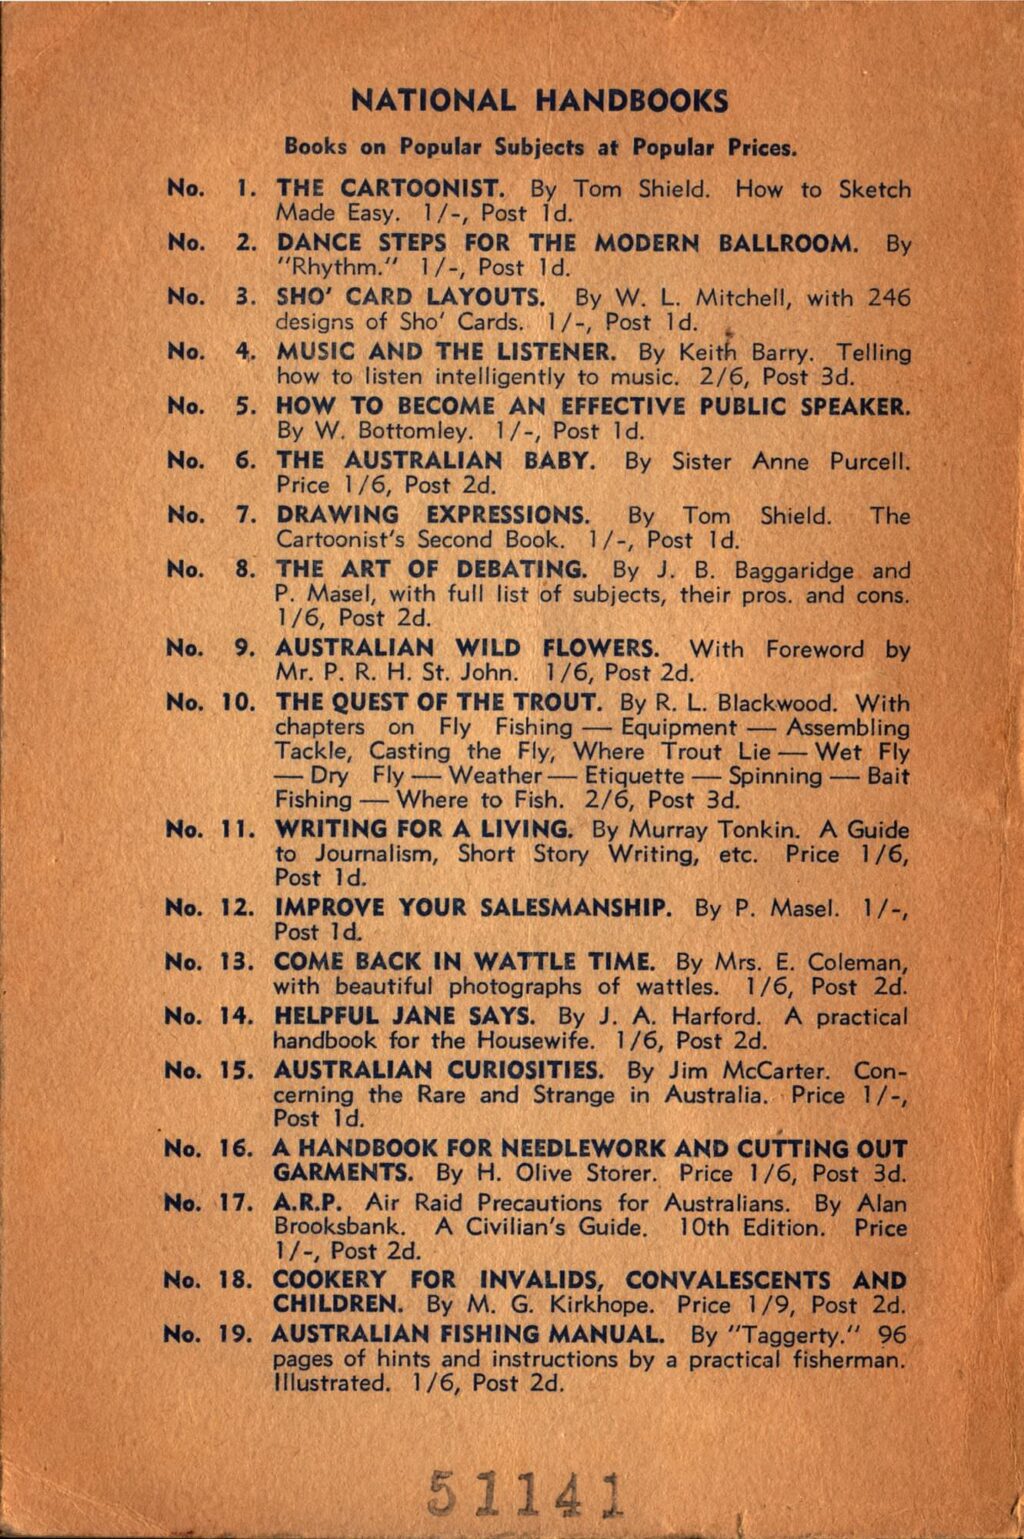 NATIONAL HANDBOOKS
Books on Popular Subjects at Popular Prices.
No. 1. THE CARTOONIST. By Tom Shield. How to Sketch
Made Easy. 1/-, Post 1d.
No. 2. DANCE STEPS FOR THE MODERN BALLROOM. By
"Rhythm." 1/-, Post 1d.
No. 3. SHO' CARD LAYOUTS. By W. L. Mitchell, with 246
designs of Sho' Cards. 1/-, Post 1d.
No. 4. MUSIC AND THE LISTENER. By Keith Barry. Telling
how to listen intelligently to music. 2/6, Post 3d.
No. 5. HOW TO BECOME AN EFFECTIVE PUBLIC SPEAKER.
By W. Bottomley. 1/-, Post 1d.
No. 6. THE AUSTRALIAN BABY. By Sister Anne Purcell.
Price 1/6, Post 2d.
No. 7. DRAWING EXPRESSIONS. By Tom Shield. The
Cartoonist's Second Book. 1/-, Post 1d.
No. 8. THE ART OF DEBATING. By J. B. Baggaridge and
P. Masel, with full list of subjects, their pros. and cons.
1/6, Post 2d.
No. 9. AUSTRALIAN WILD FLOWERS. With Foreword by
Mr. P. R. H. St. John. 1/6, Post 2d.
No. 10. THE QUEST OF THE TROUT. By R. L. Blackwood. With
chapters on Fly Fishing — Equipment — Assembling
Tackle, Casting the Fly, Where Trout Lie — Wet Fly
— Dry Fly — Weather — Etiquette — Spinning — Bait
Fishing — Where to Fish. 2/6, Post 3d.
No. 11. WRITING FOR A LIVING. By Murray Tonkin. A Guide
to Journalism, Short Story Writing, etc. Price 1/6,
Post 1d.
No. 12. IMPROVE YOUR SALESMANSHIP. By P. Masel. 1/-,
Post 1d.
No. 13. COME BACK IN WATTLE TIME. By Mrs. E. Coleman,
with beautiful photographs of wattles. 1/6, Post 2d.
No. 14. HELPFUL JANE SAYS. By J. A. Harford. A practical
handbook for the Housewife. 1/6, Post 2d.
No. 15. AUSTRALIAN CURIOSITIES. By Jim McCarter. Con-
cerning the Rare and Strange in Australia. Price 1/-,
Post 1d.
No. 16. A HANDBOOK FOR NEEDLEWORK AND CUTTING OUT
GARMENTS. By H. Olive Storer. Price 1/6, Post 3d.
No. 17. A.R.P. Air Raid Precautions for Australians. By Alan
Brooksbank. A Civilian's Guide. 10th Edition. Price
1/-, Post 2d.
No. 18. COOKERY FOR INVALIDS, CONVALESCENTS AND
CHILDREN. By M. G. Kirkhope. Price 1/9, Post 2d.
No. 19. AUSTRALIAN FISHING MANUAL. By "Taggerty." 96
pages of hints and instructions by a practical fisherman.
Illustrated. 1/6, Post 2d.
51141